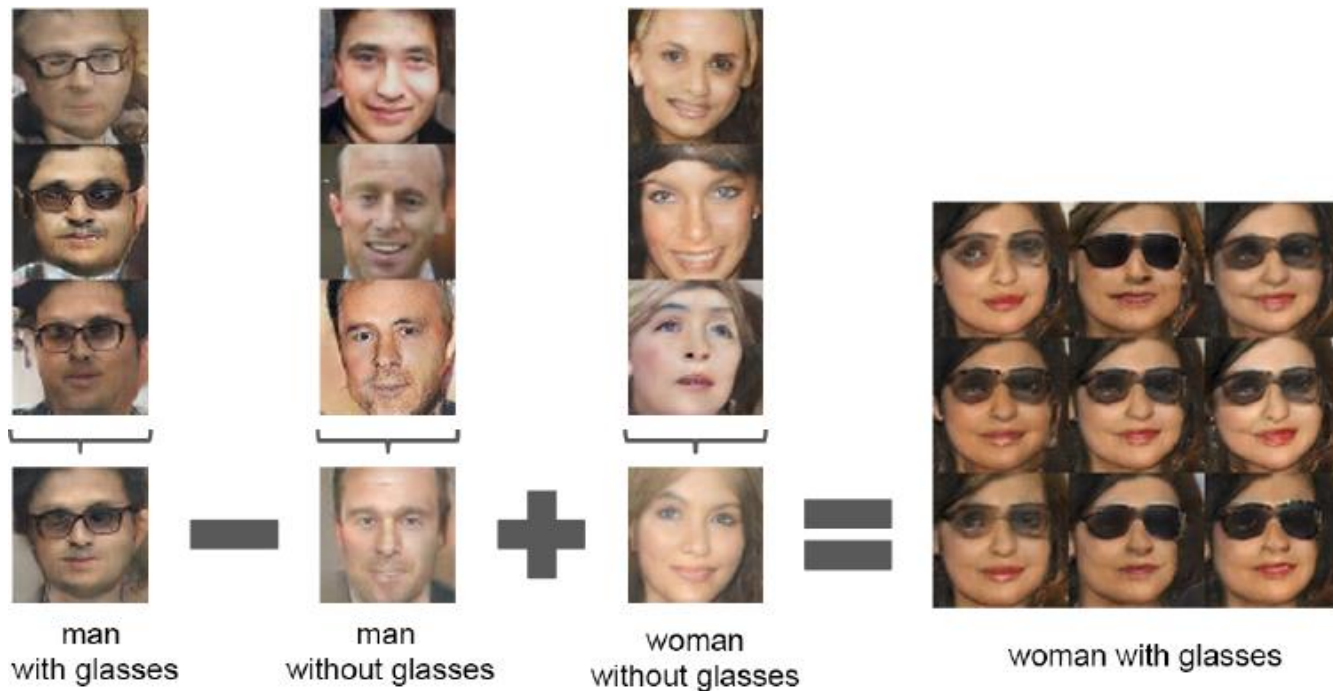 man
with glasses
man
without glasses
woman
without glasses
woman with glasses